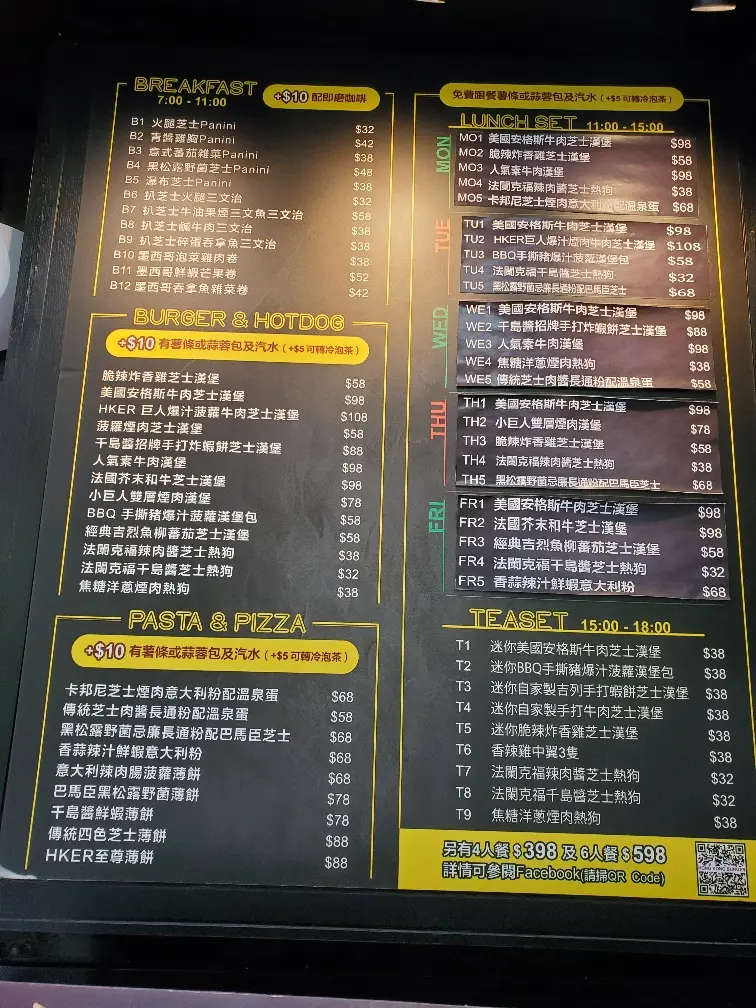 BREAKFAST
7:00 - 11:00
+$10 配即磨咖啡
B1 火腿芝士Panini $32
B2 青醬雞胸Panini $42
B3 意式蕃茄雜菜Panini $38
B4 黑松露野菌芝士Panini $48
B5 瀑布芝士Panini $38
B6 扒芝士火腿三文治 $32
B7 扒芝士牛油果煙三文魚三文治 $58
B8 扒芝士鹹牛肉三文治 $38
B9 扒芝士碎蛋吞拿魚三文治 $38
B10 墨西哥泡菜雞肉卷 $38
B11 墨西哥鮮蝦芒果卷 $52
B12 墨西哥吞拿魚雜菜卷 $42
BURGER & HOTDOG
+$10 有薯條或蒜蓉包及汽水 (+$5可轉冷泡茶)
脆辣炸香雞芝士漢堡 $58
美國安格斯牛肉芝士漢堡 $98
HKER 巨人爆汁菠蘿牛肉芝士漢堡 $108
菠蘿煙肉芝士漢堡 $58
千島醬招牌手打炸蝦餅芝士漢堡 $88
人氣素牛肉漢堡 $98
法國芥末和牛芝士漢堡 $98
小巨人雙層煙肉漢堡 $78
BBQ 手撕豬爆汁菠蘿漢堡包 $58
經典吉烈魚柳蕃茄芝士漢堡 $58
法蘭克福辣肉醬芝士熱狗 $38
法蘭克福千島醬芝士熱狗 $32
焦糖洋蔥煙肉熱狗 $38
PASTA & PIZZA
+$10 有薯條或蒜蓉包及汽水 (+$5可轉冷泡茶)
卡邦尼芝士煙肉意大利粉配溫泉蛋 $68
傳統芝士肉醬長通粉配溫泉蛋 $58
黑松露野菌忌廉長通粉配巴馬臣芝士 $68
香蒜辣汁鮮蝦意大利粉 $68
意大利辣肉腸菠蘿薄餅 $68
巴馬臣黑松露野菌薄餅 $78
千島醬鮮蝦薄餅 $78
傳統四色芝士薄餅 $88
HKER至尊薄餅 $88
免費跟餐薯條或蒜蓉包及汽水 (+$5可轉冷泡茶)
LUNCH SET 11:00 - 15:00
MON
MO1 美國安格斯牛肉芝士漢堡 $98
MO2 脆辣炸香雞芝士漢堡 $58
MO3 人氣素牛肉漢堡 $98
MO4 法蘭克福辣肉醬芝士熱狗 $38
MO5 卡邦尼芝士煙肉意大利粉配溫泉蛋 $68
TUE
TU1 美國安格斯牛肉芝士漢堡 $98
TU2 HKER巨人爆汁煙肉牛肉芝士漢堡 $108
TU3 BBQ手撕豬爆汁菠蘿漢堡包 $58
TU4 法蘭克福千島醬芝士熱狗 $32
TU5 黑松露野菌忌廉長通粉配巴馬臣芝士 $68
WED
WE1 美國安格斯牛肉芝士漢堡 $98
WE2 千島醬招牌手打炸蝦餅芝士漢堡 $88
WE3 人氣素牛肉漢堡 $98
WE4 焦糖洋蔥煙肉熱狗 $38
WE5 傳統芝士肉醬長通粉配溫泉蛋 $58
THU
TH1 美國安格斯牛肉芝士漢堡 $98
TH2 小巨人雙層煙肉漢堡 $78
TH3 脆辣炸香雞芝士漢堡 $58
TH4 法蘭克福辣肉醬芝士熱狗 $38
TH5 黑松露野菌忌廉長通粉配巴馬臣芝士 $68
FRI
FR1 美國安格斯牛肉芝士漢堡 $98
FR2 法國芥末和牛芝士漢堡 $98
FR3 經典吉烈魚柳蕃茄芝士漢堡 $58
FR4 法蘭克福千島醬芝士熱狗 $32
FR5 香蒜辣汁鮮蝦意大利粉 $68
TEASET 15:00 - 18:00
T1 迷你美國安格斯牛肉芝士漢堡 $38
T2 迷你BBQ手撕豬爆汁菠蘿漢堡包 $38
T3 迷你自家製吉列手打蝦餅芝士漢堡 $38
T4 迷你自家製手打牛肉芝士漢堡 $38
T5 迷你脆辣炸香雞芝士漢堡 $38
T6 香辣雞中翼3隻 $38
T7 法蘭克福辣肉醬芝士熱狗 $32
T8 法蘭克福千島醬芝士熱狗 $32
T9 焦糖洋蔥煙肉熱狗 $38
另有4人餐 $398 及 6人餐 $598
詳情可參閱Facebook(請掃QR Code)